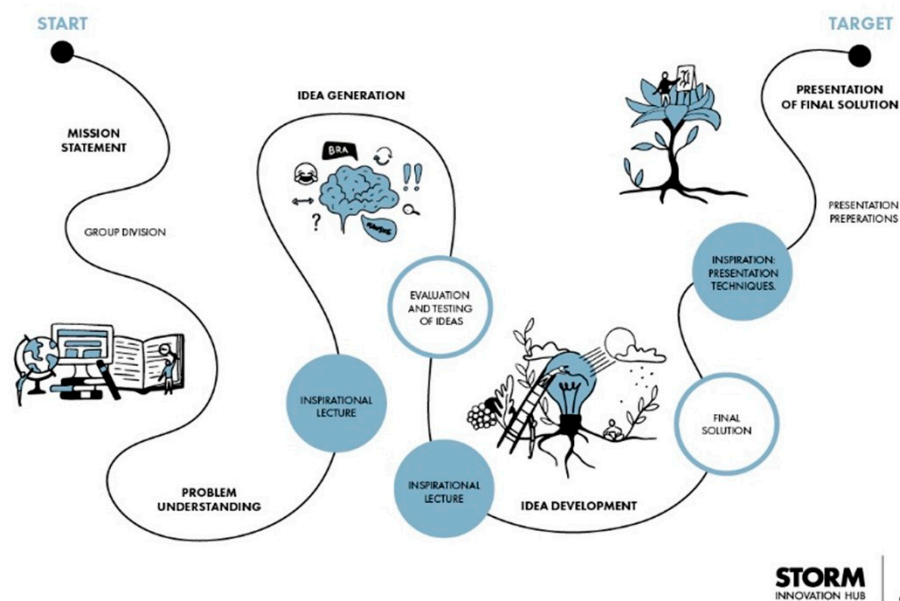 START
MISSION
STATEMENT
GROUP DIVISION
PROBLEM
UNDERSTANDING
INSPIRATIONAL
LECTURE
IDEA GENERATION
BRA
?
!!
EVALUATION
AND TESTING
OF IDEAS
INSPIRATIONAL
LECTURE
IDEA DEVELOPMENT
FINAL
SOLUTION
INSPIRATION:
PRESENTATION
TECHNIQUES.
PRESENTATION
PREPERATIONS
PRESENTATION
OF FINAL SOLUTION
TARGET
STORM
INNOVATION HUB